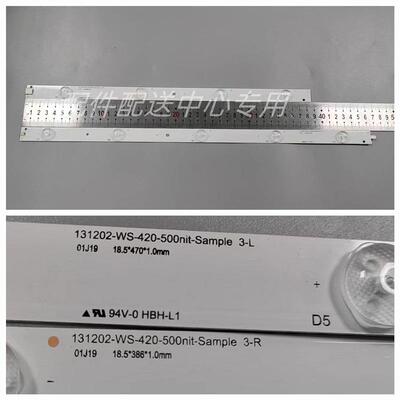 配件配送中心专用
131202-WS-420-500nit-Sample 3-L
01J19 18.5*470*1.0mm
+
94V-0 HBH-L1
D5
131202-WS-420-500nit-Sample 3-R
01J19 18.5*386*1.0mm